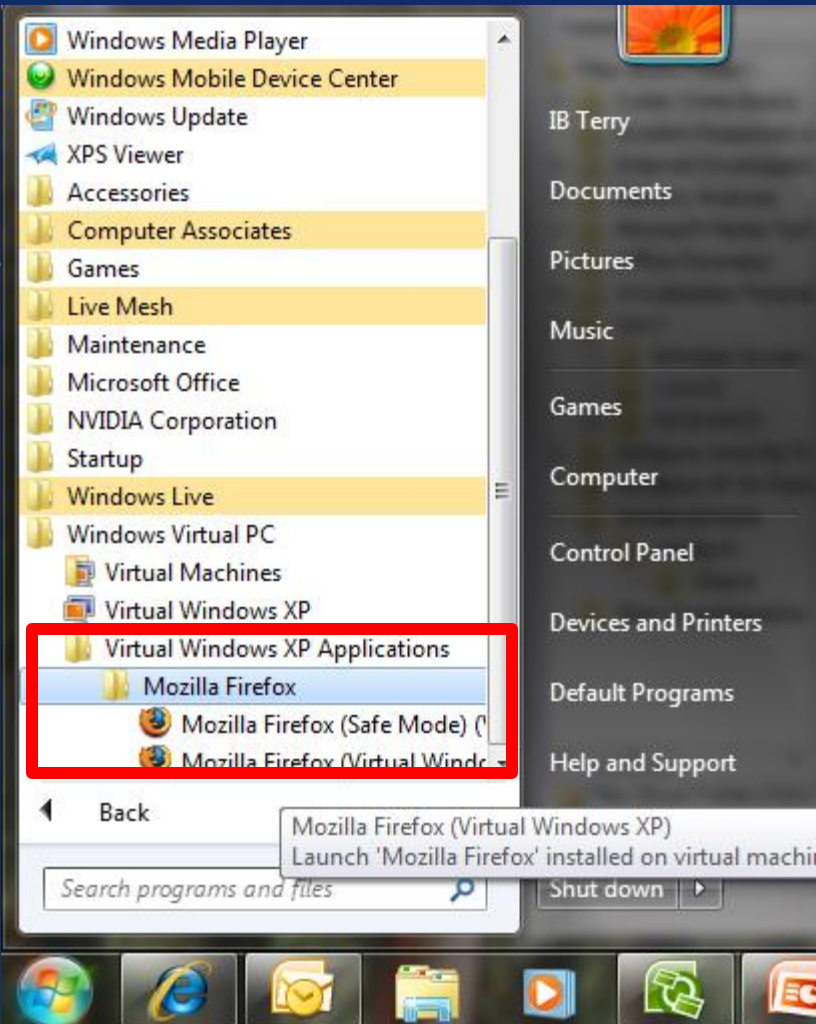 Windows Media Player
Windows Mobile Device Center
Windows Update
XPS Viewer
Accessories
Computer Associates
Games
Live Mesh
Maintenance
Microsoft Office
NVIDIA Corporation
Startup
Windows Live
Windows Virtual PC
Virtual Machines
Virtual Windows XP
Virtual Windows XP Applications
Mozilla Firefox
Mozilla Firefox (Safe Mode) (
Mozilla Firefox (Virtual
Back
Search programs and files
IB Terry
Documents
Pictures
Music
Games
Computer
Control Panel
Devices and Printers
Default Programs
Help and Support
Mozilla Firefox (Virtual Windows XP)
Launch 'Mozilla Firefox' installed on virtual
Shut down